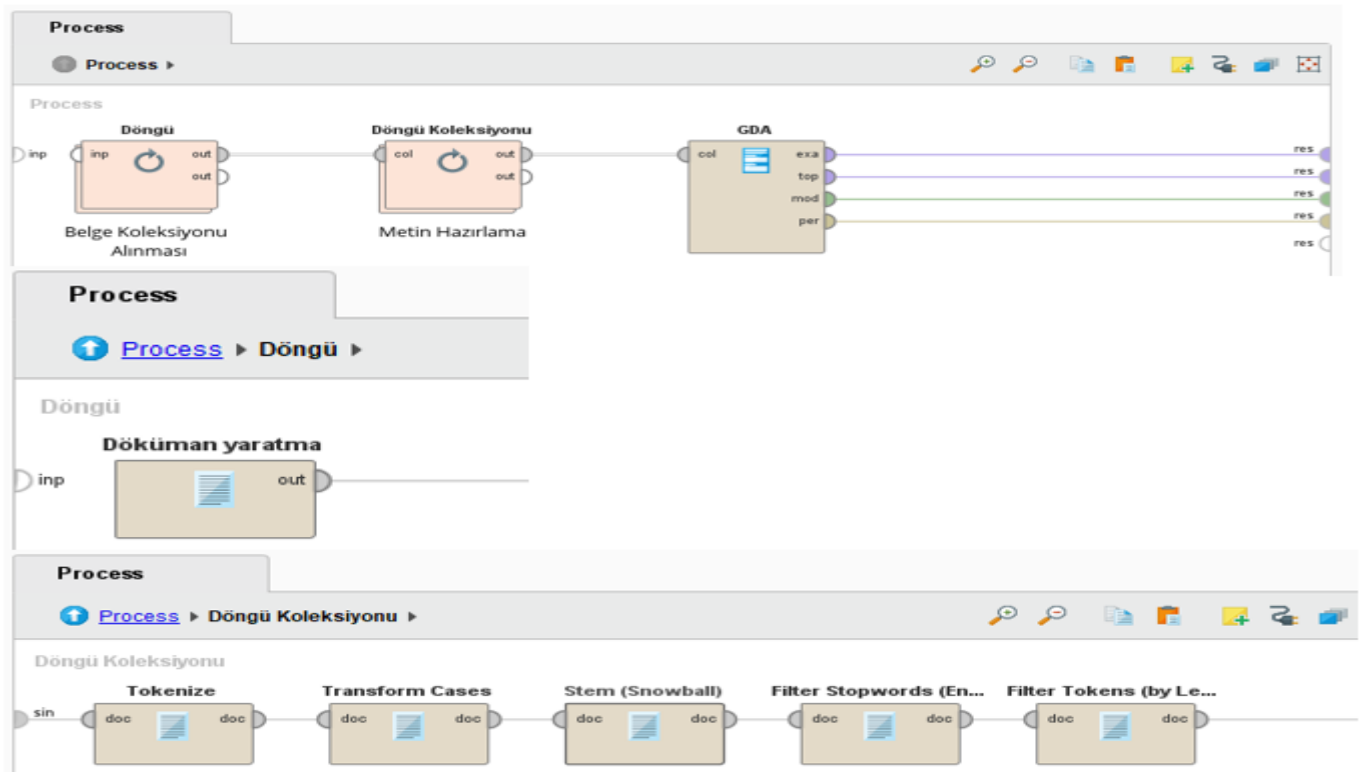 Process
Process
Process
Döngü
Döngü Koleksiyonu
GDA
inp
inp
out
out
col
out
out
col
exa
top
mod
per
res
res
res
res
res
Belge Koleksiyonu
Alınması
Metin Hazırlama
Process
Process Döngü
Döngü
Döküman yaratma
inp
out
Process
Process Döngü Koleksiyonu
Döngü Koleksiyonu
Tokenize
Transform Cases
Stem (Snowball)
Filter Stopwords (En...
Filter Tokens (by Le...
sin
doc
doc
doc
doc
doc
doc
doc
doc
doc
doc